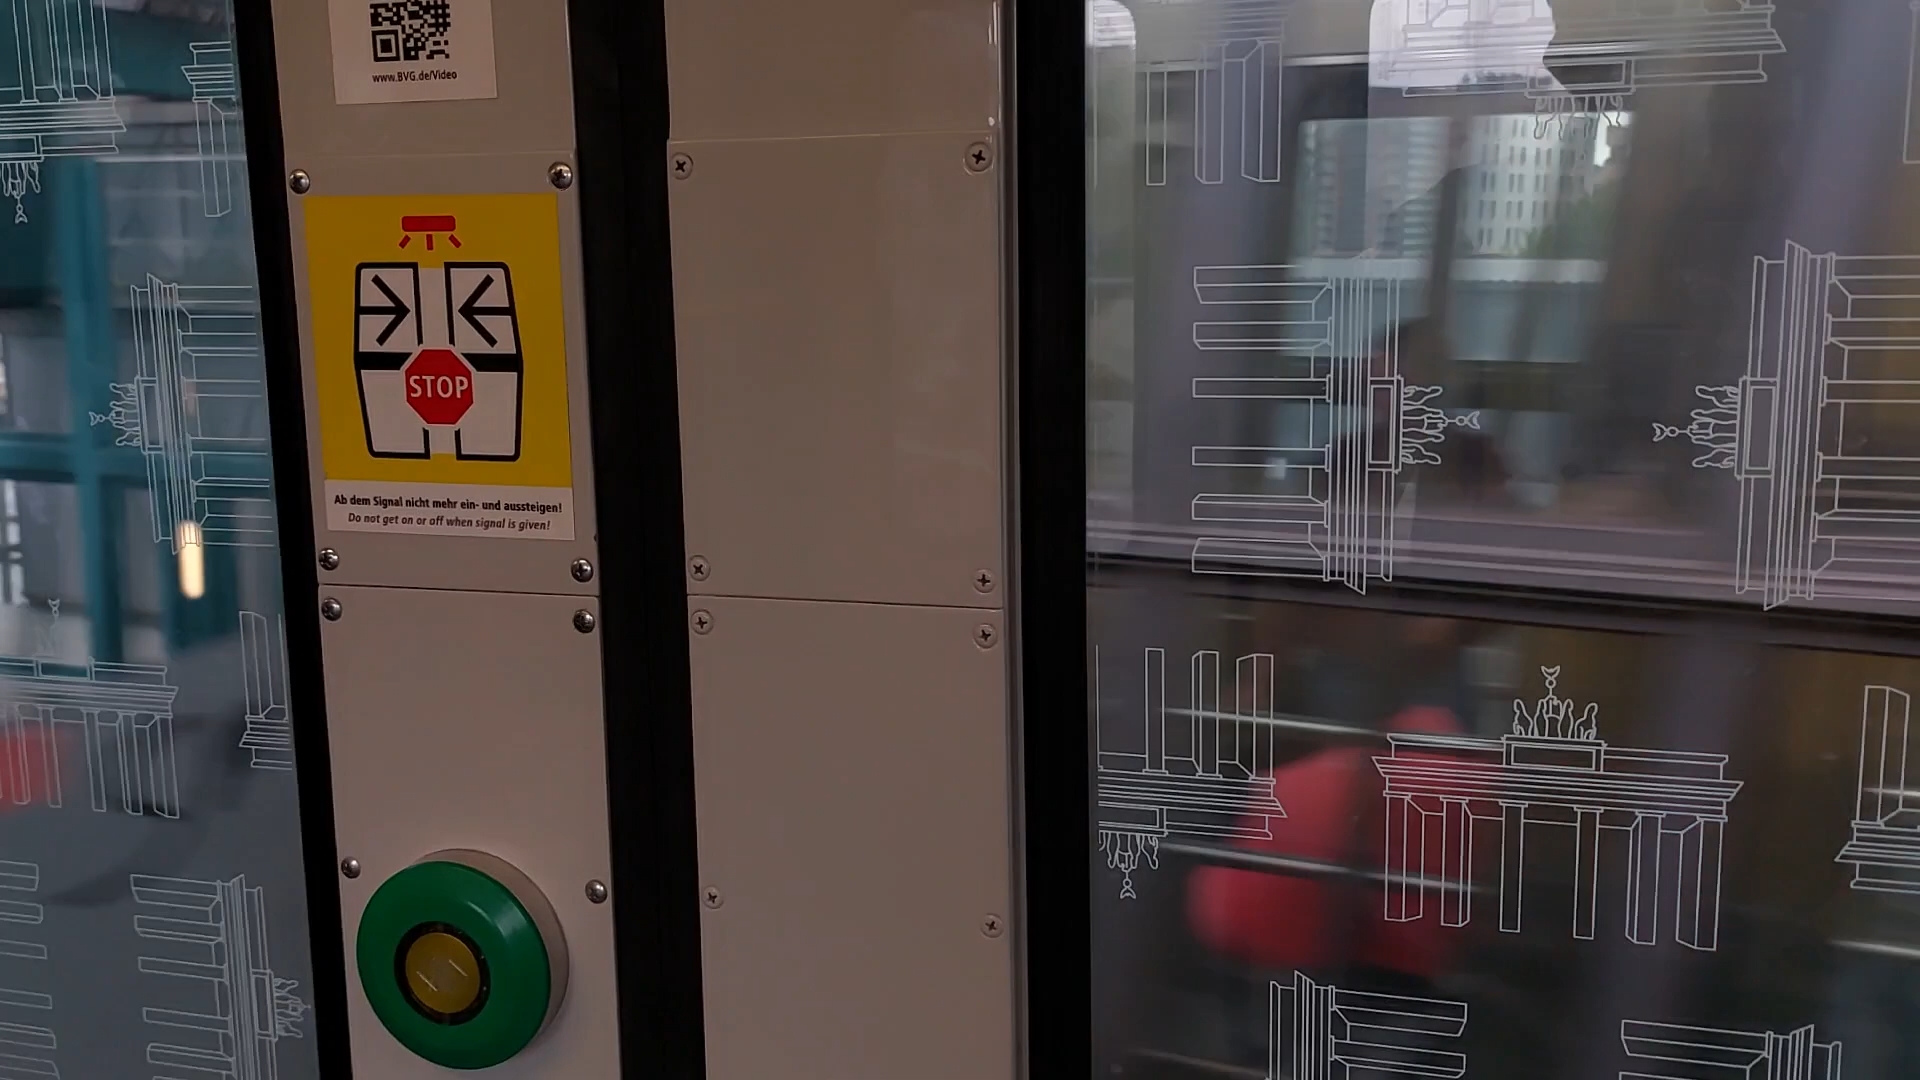 www.BVG.de/Video
STOP
Ab dem Signal nicht mehr ein- und aussteigen!
Do not get on or off when signal is given!